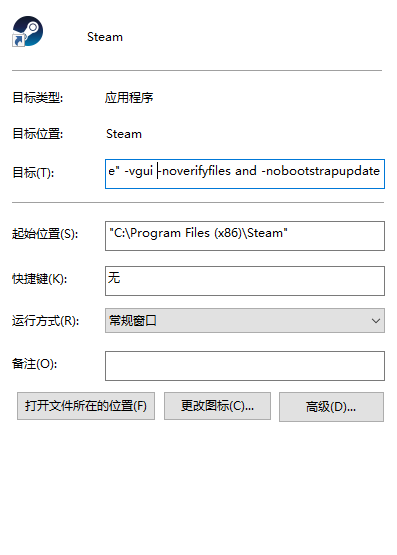 Steam
目标类型: 应用程序
目标位置: Steam
目标(T): e" -vgui -noverifyfiles and -nobootstrapupdate
起始位置(S): "C:\Program Files (x86)\Steam"
快捷键(K): 无
运行方式(R): 常规窗口
备注(O):
打开文件所在的位置(F) 更改图标(C)... 高级(D)...